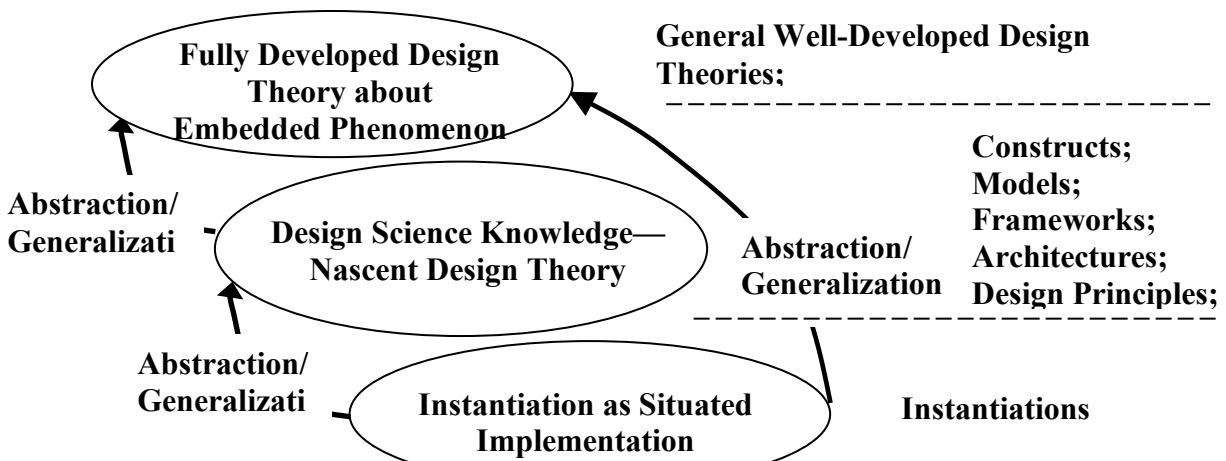 Fully Developed Design
Theory about
Embedded Phenomenon
General Well-Developed Design
Theories;
Abstraction/
Generalizati
Design Science Knowledge—
Nascent Design Theory
Abstraction/
Generalization
Constructs;
Models;
Frameworks;
Architectures;
Design Principles;
Abstraction/
Generalizati
Instantiation as Situated
Implementation
Instantiations